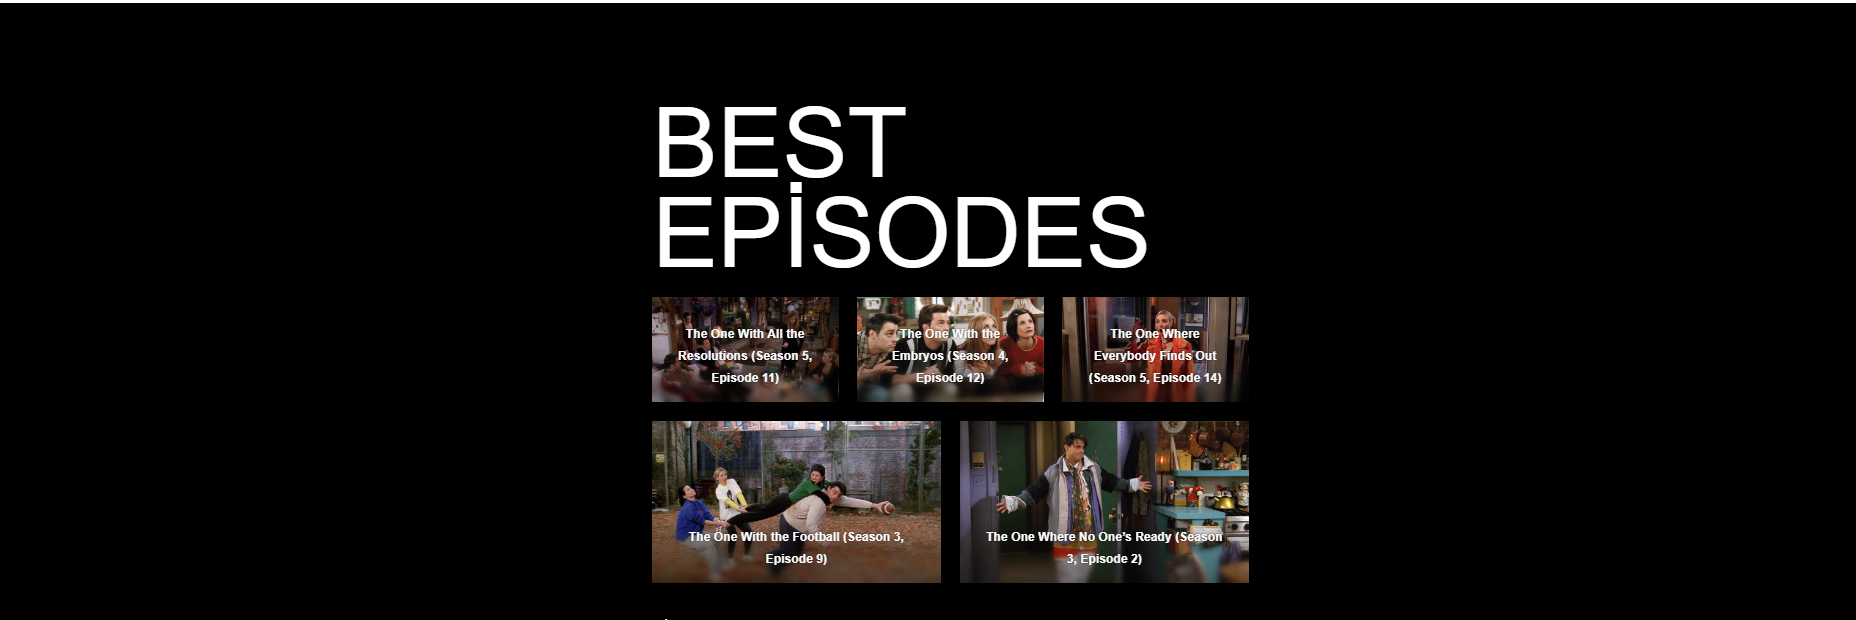 BEST
EPİSODES
The One With All the
Resolutions (Season 5,
Episode 11)
The One With the
Embryos (Season 4,
Episode 12)
The One Where
Everybody Finds Out
(Season 5, Episode 14)
The One With the Football (Season 3,
Episode 9)
The One Where No One’s Ready (Season
3, Episode 2)